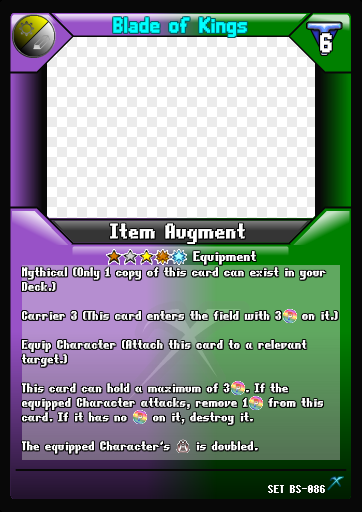 Blade of Kings
6
Item Augment
Equipment
Mythical (Only 1 copy of this card can exist in your
Deck.)
Carrier 3 (This card enters the field with 3 on it.)
Equip Character (Attach this card to a relevant
target.)
This card can hold a maximum of 3. If the
equipped Character attacks, remove 1 from this
card. If it has no on it, destroy it.
The equipped Character's is doubled.
SET BS-086